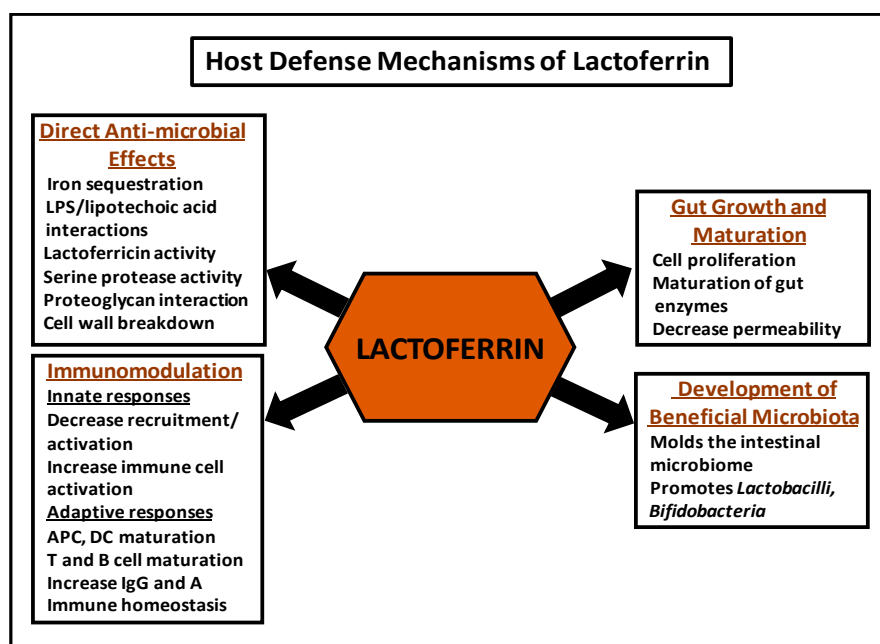 Host Defense Mechanisms of Lactoferrin
Direct Anti-microbial
Effects
Iron sequestration
LPS/lipotechoic acid
interactions
Lactoferricin activity
Serine protease activity
Proteoglycan interaction
Cell wall breakdown
Immunomodulation
Innate responses
Decrease recruitment/
activation
Increase immune cell
activation
Adaptive responses
APC, DC maturation
T and B cell maturation
Increase IgG and A
Immune homeostasis
LACTOFERRIN
Gut Growth and
Maturation
Cell proliferation
Maturation of gut
enzymes
Decrease permeability
Development of
Beneficial Microbiota
Molds the intestinal
microbiome
Promotes Lactobacilli,
Bifidobacteria